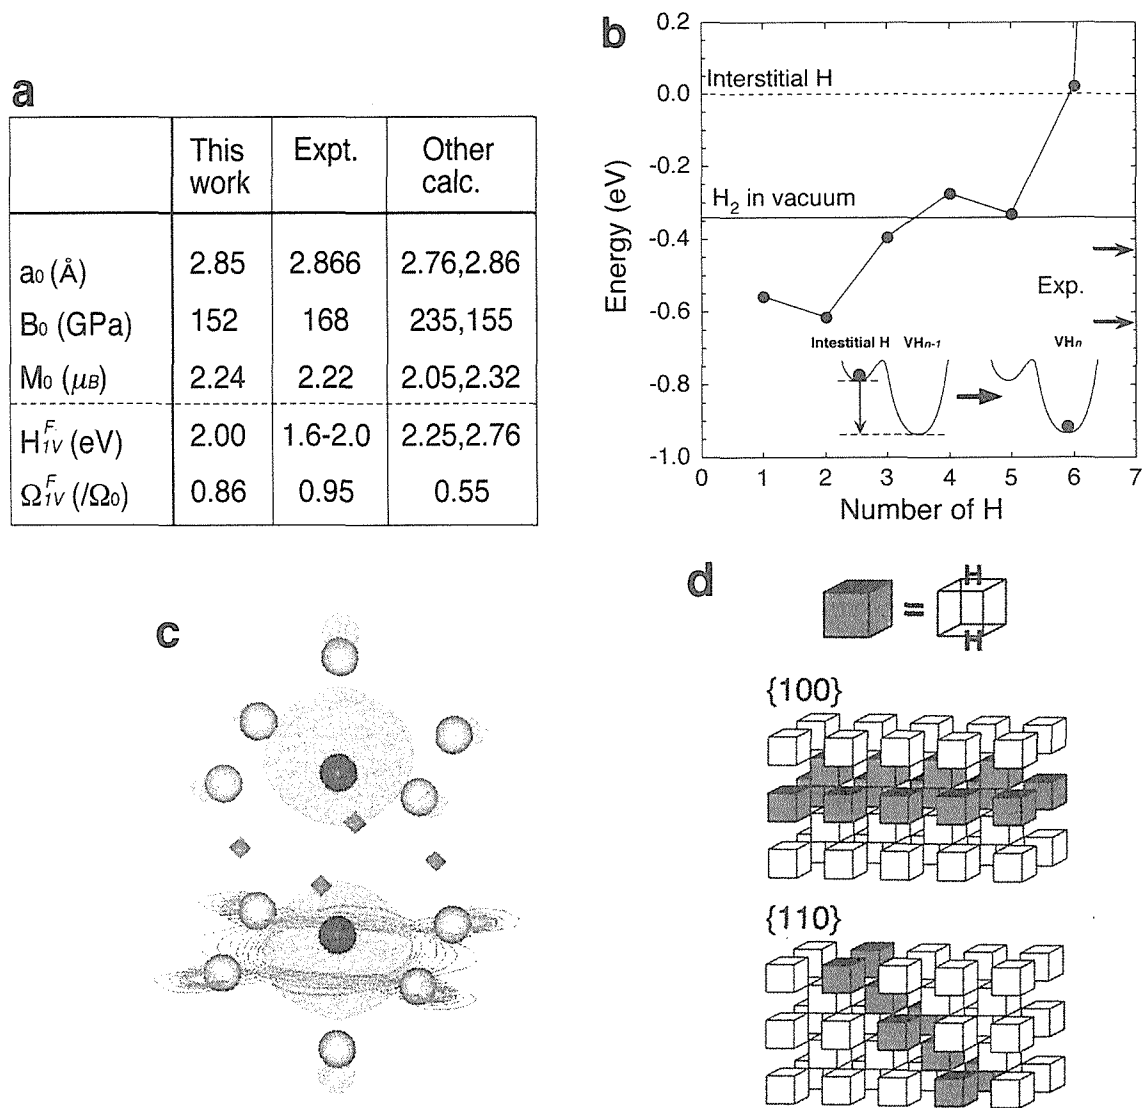 a
This work Expt. Other calc.
a₀ (Å) 2.85 2.866 2.76,2.86
B₀ (GPa) 152 168 235,155
M₀ (μB) 2.24 2.22 2.05,2.32
H^F_1V (eV) 2.00 1.6-2.0 2.25,2.76
Ω^F_1V (/Ω₀) 0.86 0.95 0.55
b
0.2
0.0
-0.2
-0.4
-0.6
-0.8
-1.0
Energy (eV)
Interstitial H
H₂ in vacuum
Exp.
Intestitial H VHn-1 VHn
0 1 2 3 4 5 6 7
Number of H
c
d
H
=
H
{100}
{110}